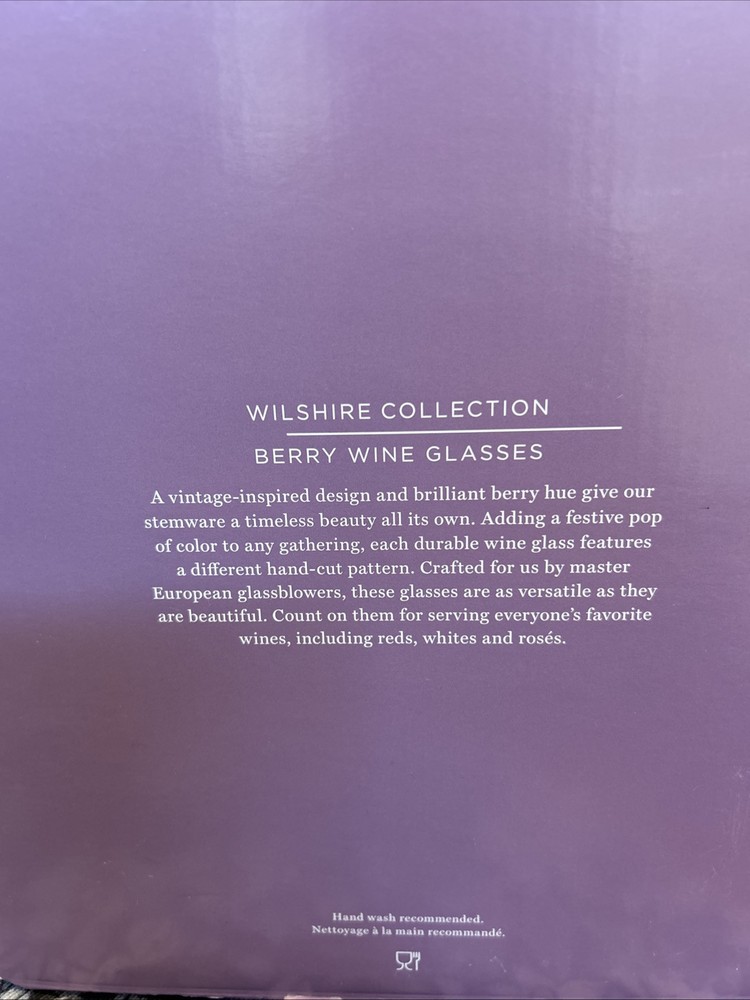 WILSHIRE COLLECTION
BERRY WINE GLASSES
A vintage-inspired design and brilliant berry hue give our
stemware a timeless beauty all its own. Adding a festive pop
of color to any gathering, each durable wine glass features
a different hand-cut pattern. Crafted for us by master
European glassblowers, these glasses are as versatile as they
are beautiful. Count on them for serving everyone’s favorite
wines, including reds, whites and rosés.
Hand wash recommended.
Nettoyage à la main recommandé.